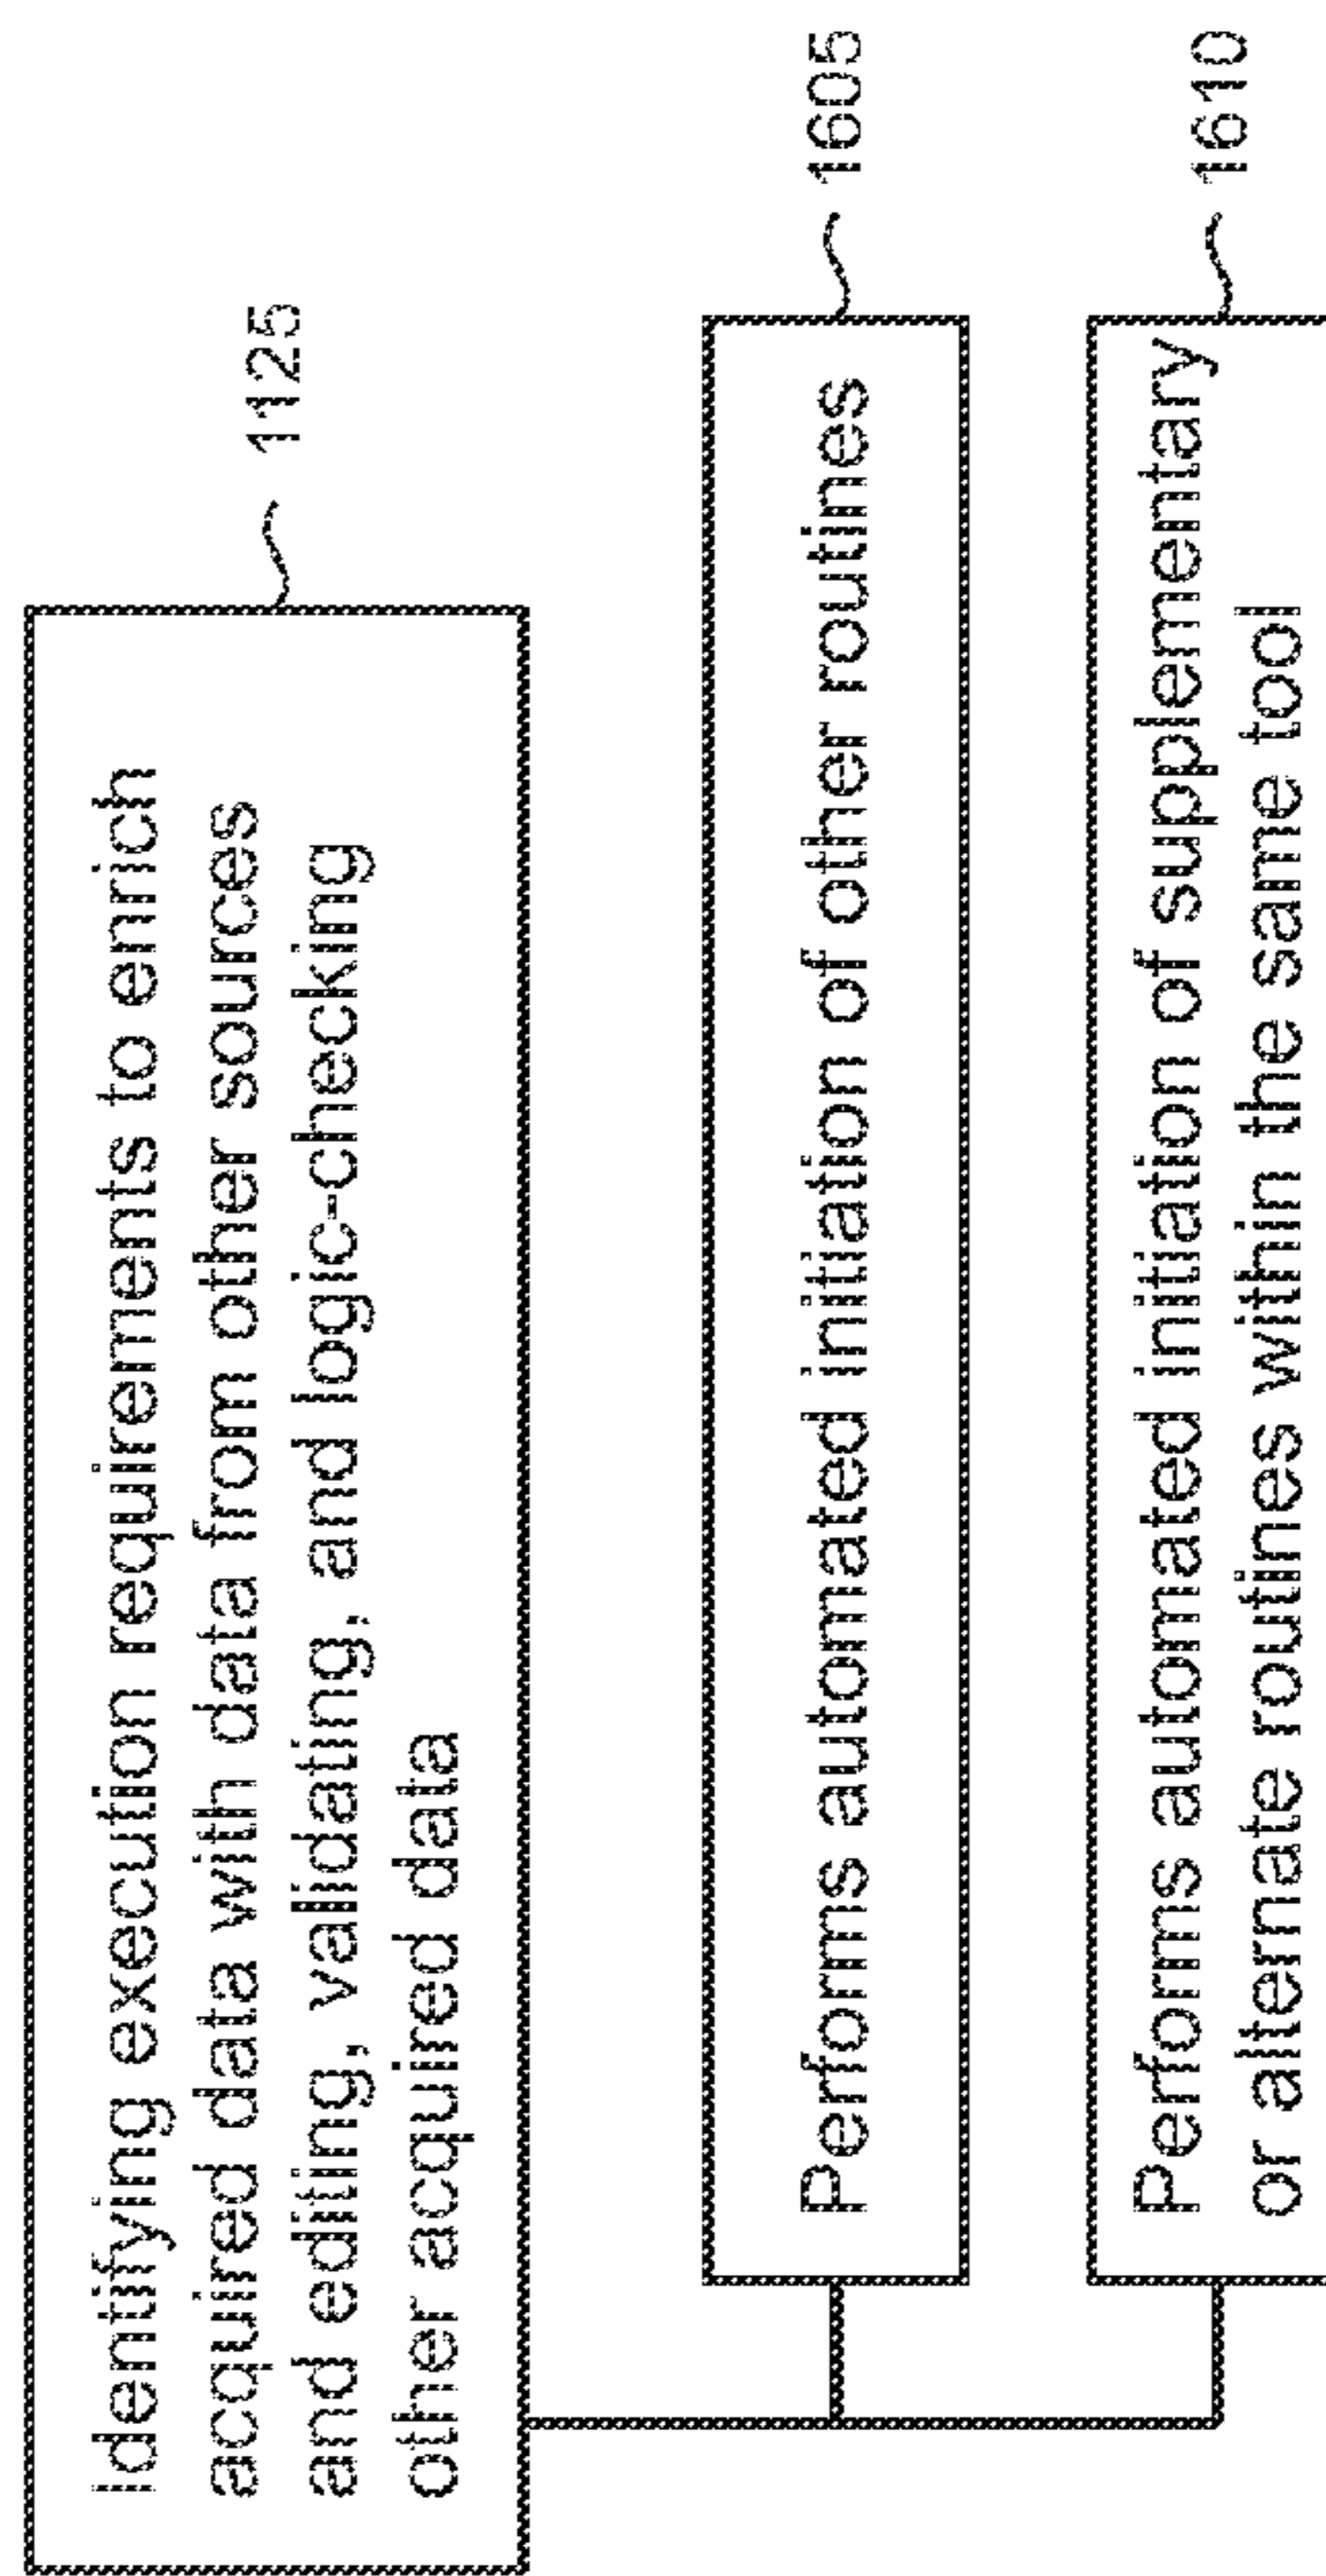 Identifying execution requirements to enrich
acquired data with data from other sources
and editing, validating, and logic-checking
other acquired data
1125
Performs automated initiation of other routines
1605
Performs automated initiation of supplementary
or alternate routines within the same tool
1610